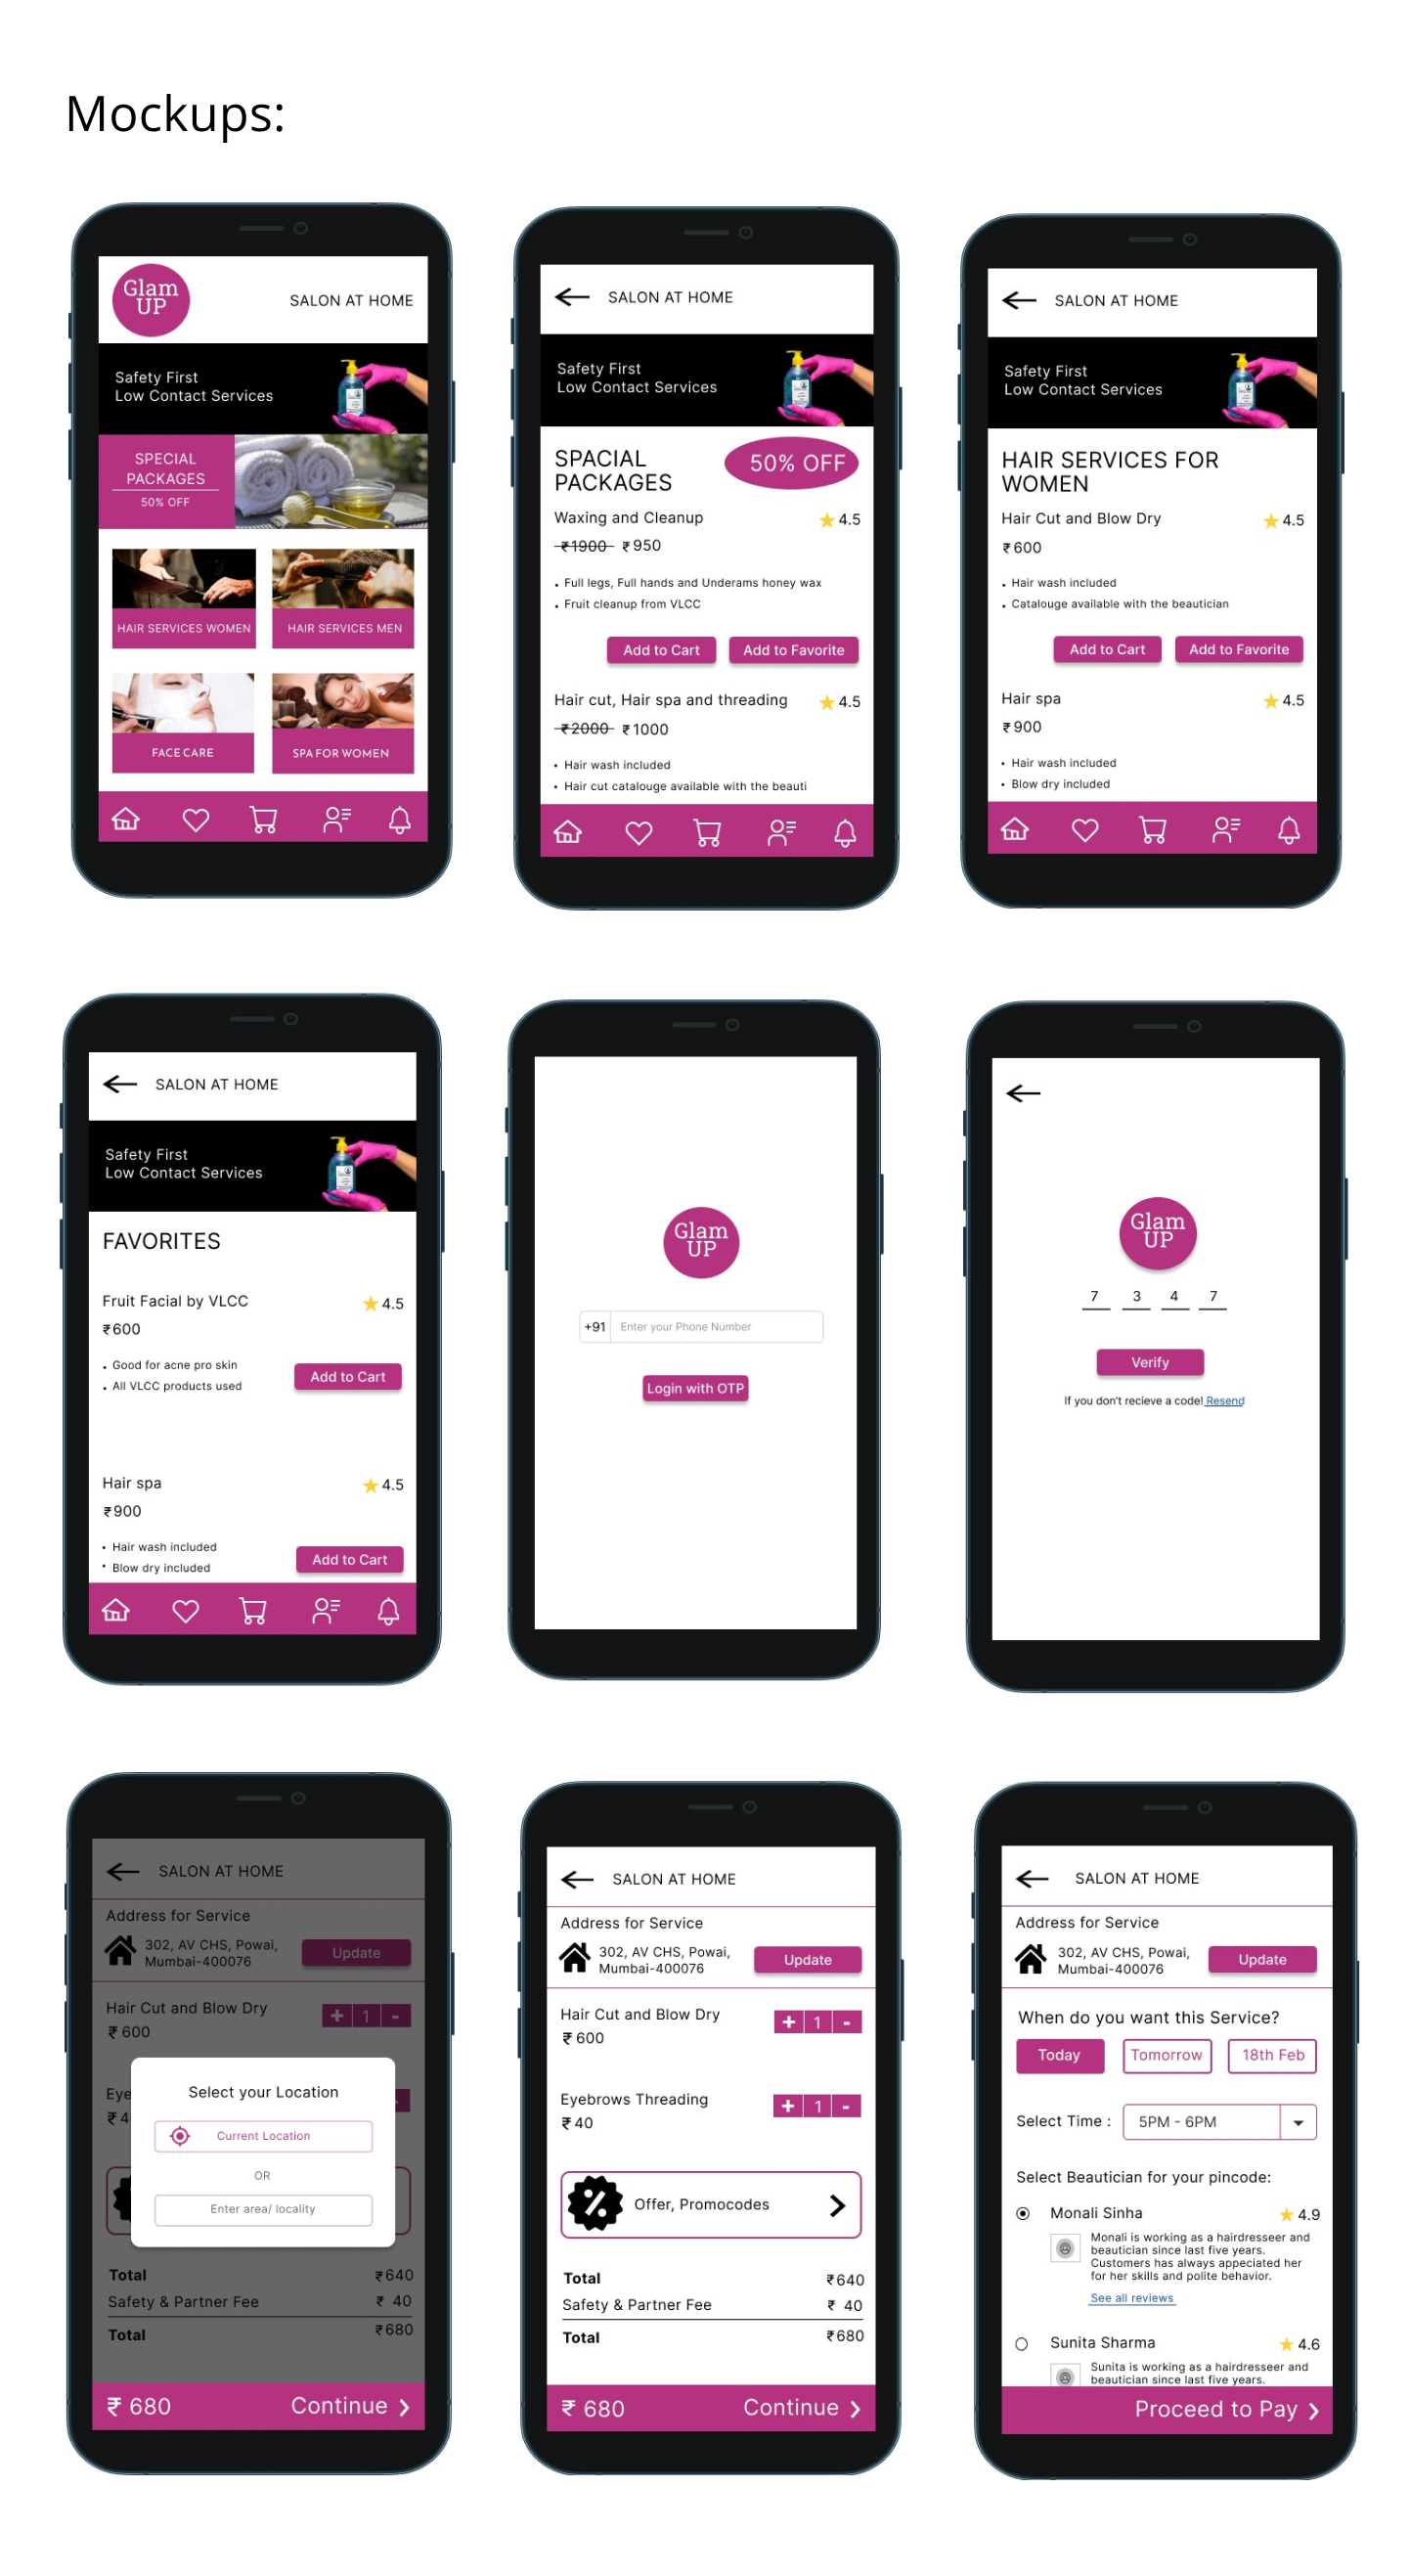 Mockups:
Glam
UP
SALON AT HOME
Safety First
Low Contact Services
SPECIAL
PACKAGES
50% OFF
HAIR SERVICES WOMEN
HAIR SERVICES MEN
FACE CARE
SPA FOR WOMEN
SALON AT HOME
Safety First
Low Contact Services
SPACIAL
PACKAGES
50% OFF
Waxing and Cleanup
4.5
₹1900 ₹950
• Full legs, Full hands and Underams honey wax
• Fruit cleanup from VLCC
Add to Cart
Add to Favorite
Hair cut, Hair spa and threading
4.5
₹2000 ₹1000
• Hair wash included
• Hair cut catalouge available with the beauti
SALON AT HOME
Safety First
Low Contact Services
HAIR SERVICES FOR
WOMEN
Hair Cut and Blow Dry
4.5
₹600
• Hair wash included
• Catalouge available with the beautician
Add to Cart
Add to Favorite
Hair spa
4.5
₹900
• Hair wash included
• Blow dry included
SALON AT HOME
Safety First
Low Contact Services
FAVORITES
Fruit Facial by VLCC
4.5
₹600
• Good for acne pro skin
• All VLCC products used
Add to Cart
Hair spa
4.5
₹900
• Hair wash included
• Blow dry included
Add to Cart
Glam
UP
+91 Enter your Phone Number
Login with OTP
Glam
UP
7 3 4 7
Verify
If you don't recieve a code! Resend
SALON AT HOME
Address for Service
302, AV CHS, Powai,
Mumbai-400076
Update
Hair Cut and Blow Dry
₹ 600
+ 1 -
Eye
₹ 4
Select your Location
Current Location
OR
Enter area/ locality
Total ₹640
Safety & Partner Fee ₹ 40
Total ₹680
₹ 680 Continue >
SALON AT HOME
Address for Service
302, AV CHS, Powai,
Mumbai-400076
Update
Hair Cut and Blow Dry
₹ 600
+ 1 -
Eyebrows Threading
₹ 40
+ 1 -
% Offer, Promocodes >
Total ₹640
Safety & Partner Fee ₹ 40
Total ₹680
₹ 680 Continue >
SALON AT HOME
Address for Service
302, AV CHS, Powai,
Mumbai-400076
Update
When do you want this Service?
Today Tomorrow 18th Feb
Select Time : 5PM - 6PM
Select Beautician for your pincode:
Monali Sinha 4.9
Monali is working as a hairdresseer and
beautician since last five years.
Customers has always appeciated her
for her skills and polite behavior.
See all reviews
Sunita Sharma 4.6
Sunita is working as a hairdresseer and
beautician since last five years.
Proceed to Pay >